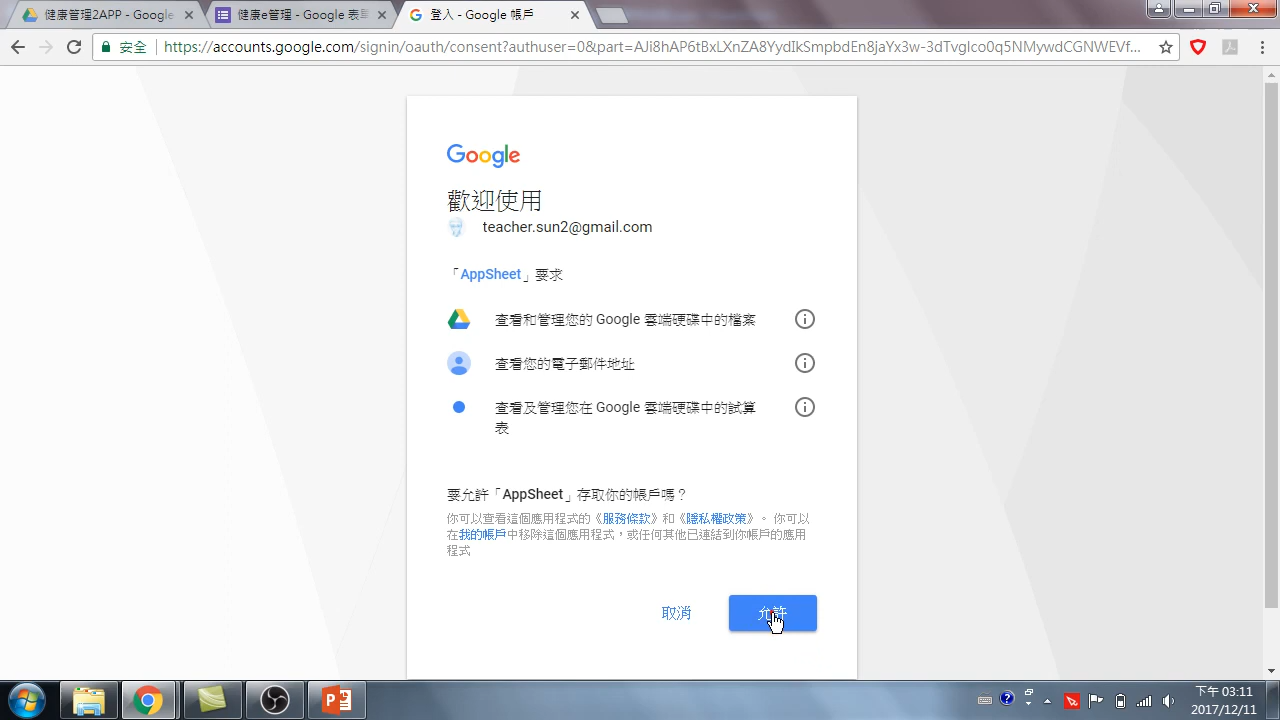 健康管理2APP - Google
健康e管理 - Google 表
登入 - Google 帳戶
安全
https://accounts.google.com/signin/oauth/consent?authuser=0&part=AJi8hAP6tBxLXnZA8YydIkSmpbdEn8jaYx3w-5dTvgIco0q5NMywdCGNWEVf...
Google
歡迎使用
teacher.sun2@gmail.com
「AppSheet」要求
查看和管理您的 Google 雲端硬碟中的檔案
查看您的電子郵件地址
查看及管理您在 Google 雲端硬碟中的試算
表
要允許「AppSheet」存取你的帳戶嗎？
你可以查看這個應用程式的《服務條款》和《隱私權政策》。你可以
在我的帳戶中移除這個應用程式，或任何其他已連結到你帳戶的應用
程式
取消
允許
下午 03:11
2017/12/11